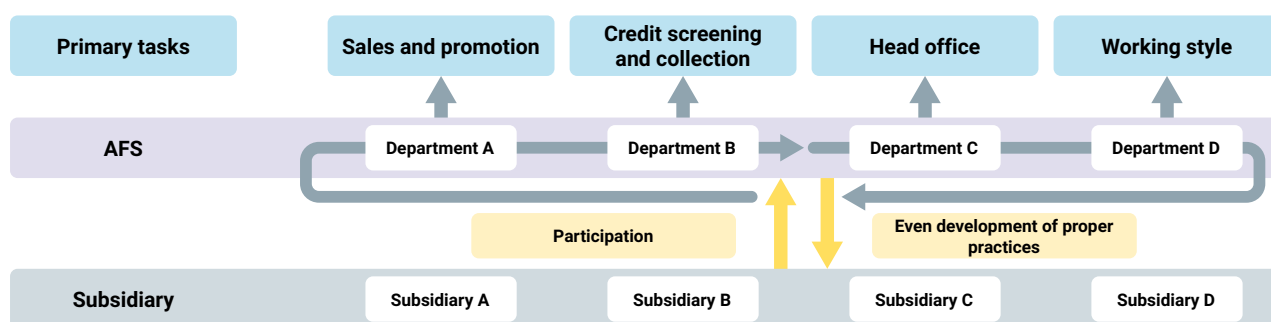 Primary tasks
Sales and promotion
Credit screening
and collection
Head office
Working style
AFS
Department A
Department B
Department C
Department D
Participation
Even development of proper
practices
Subsidiary
Subsidiary A
Subsidiary B
Subsidiary C
Subsidiary D